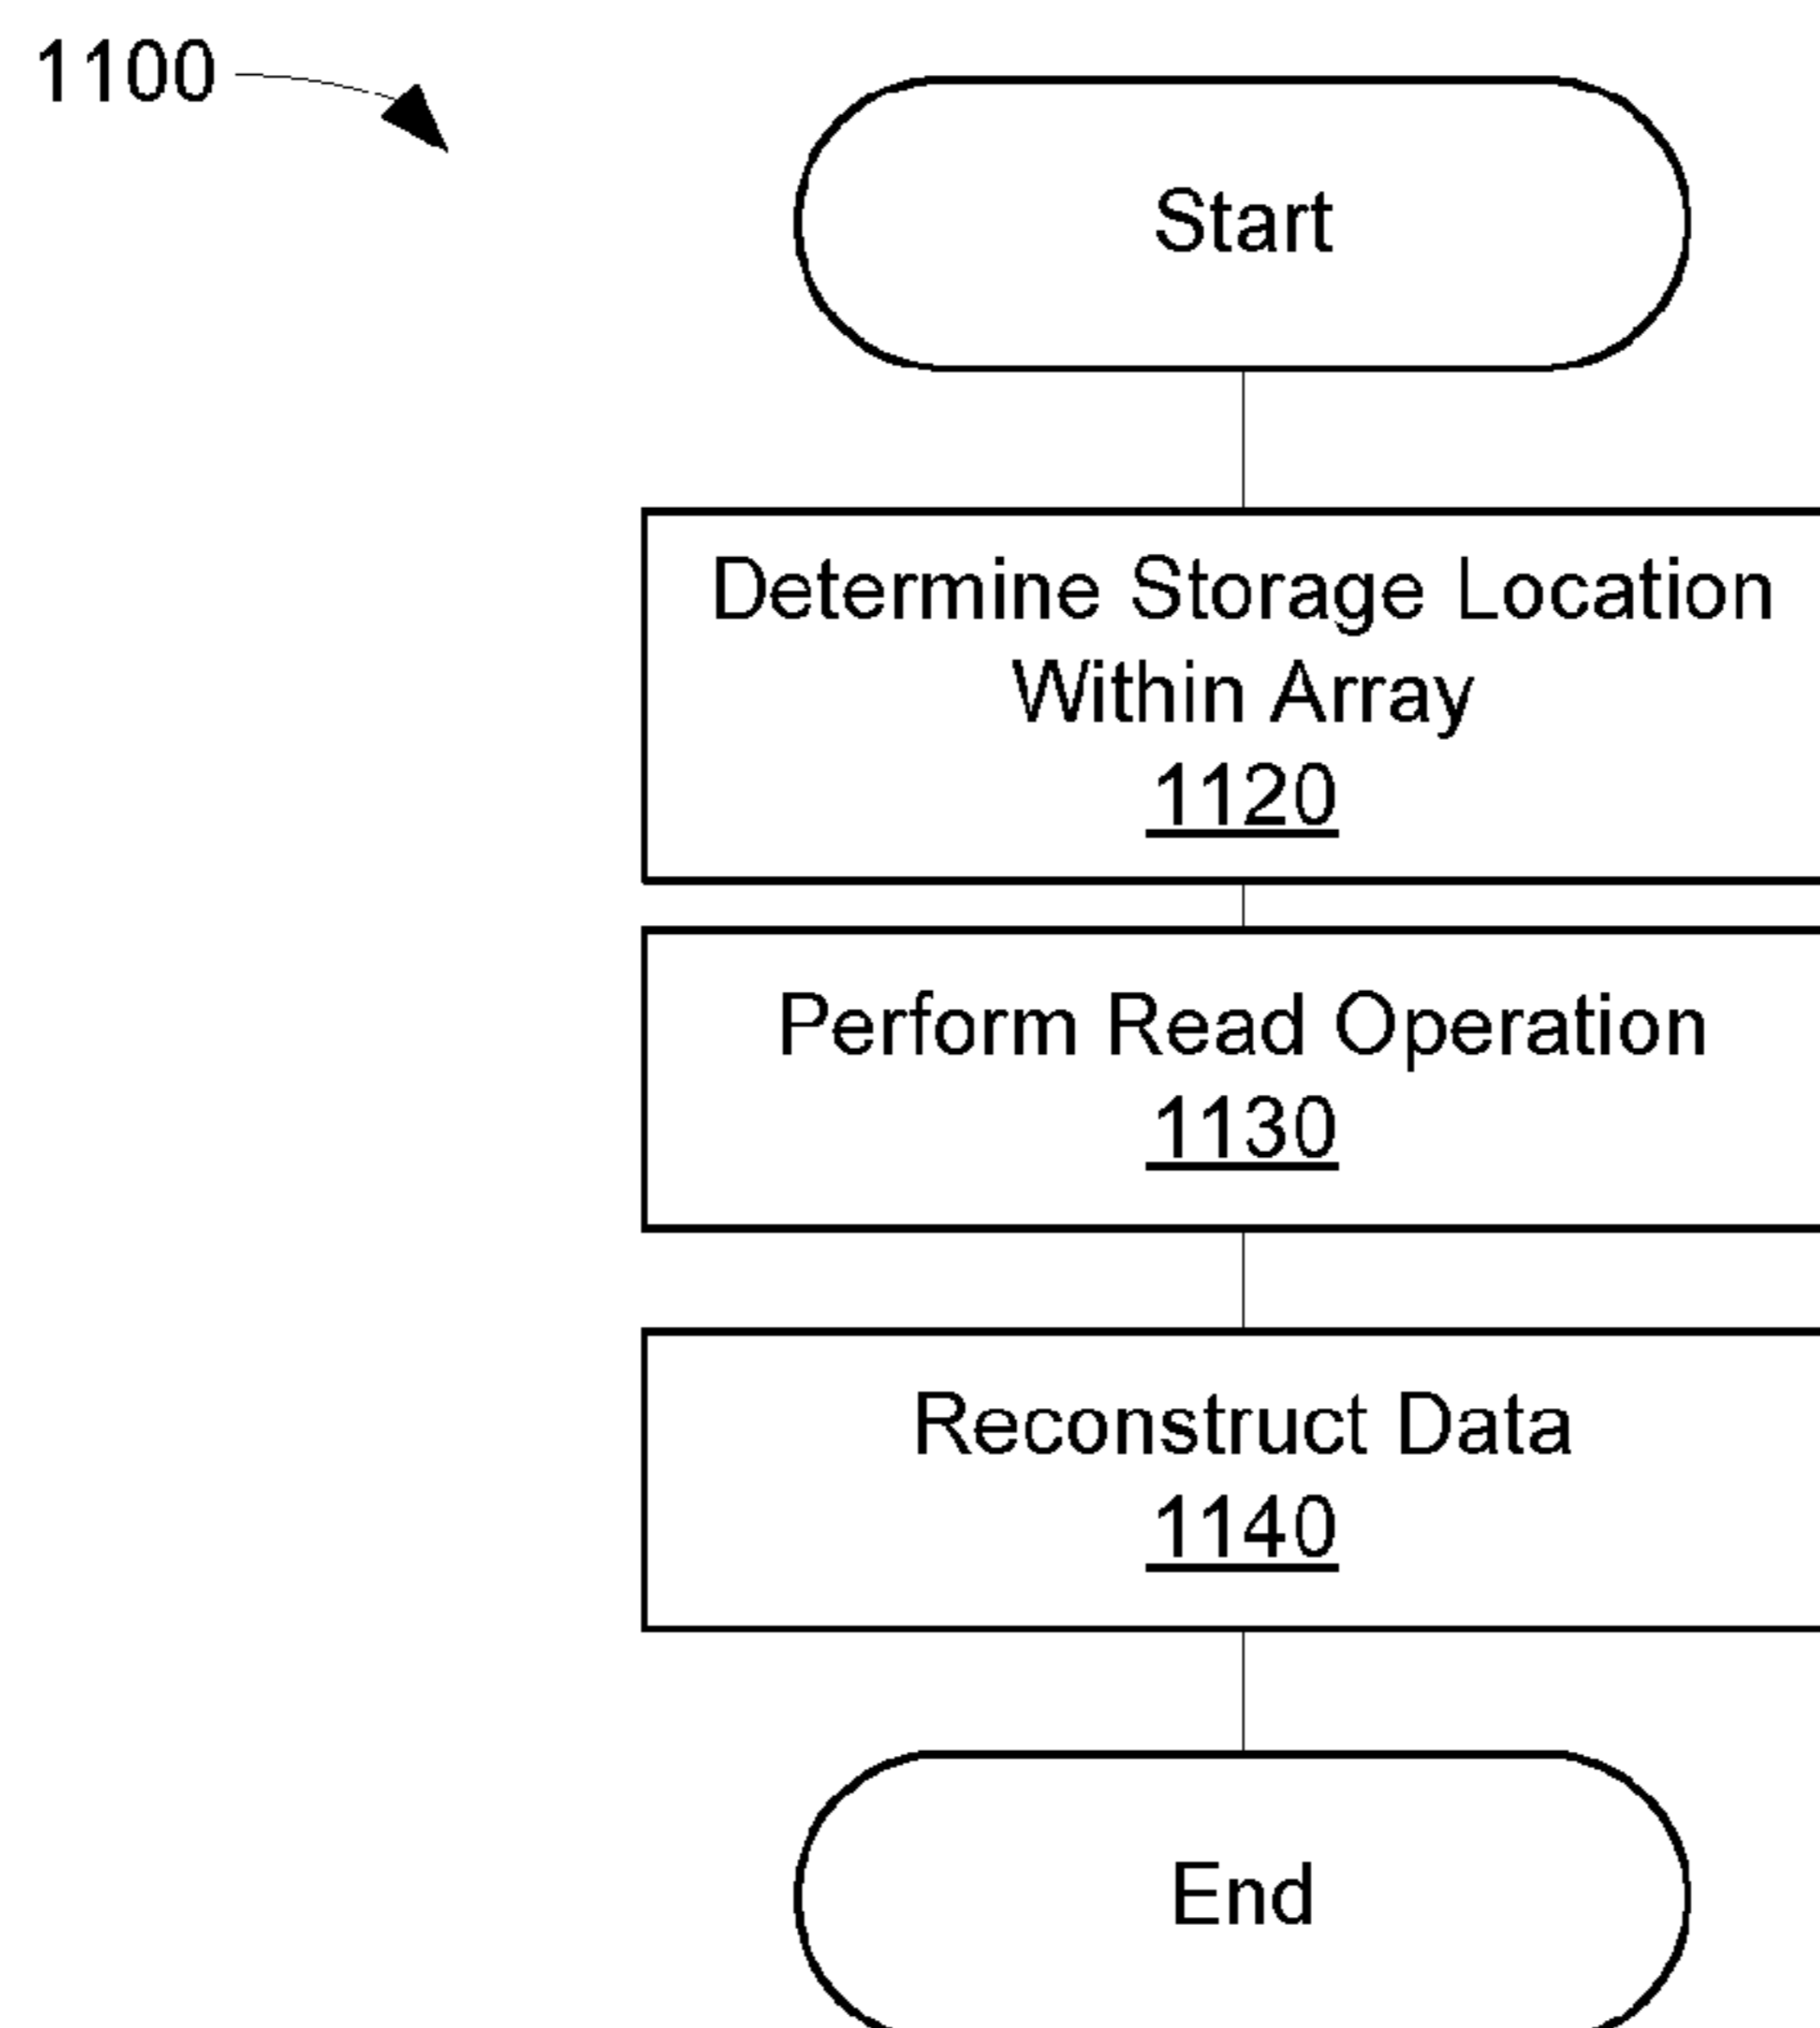 1100
Start
Determine Storage Location
Within Array
1120
Perform Read Operation
1130
Reconstruct Data
1140
End